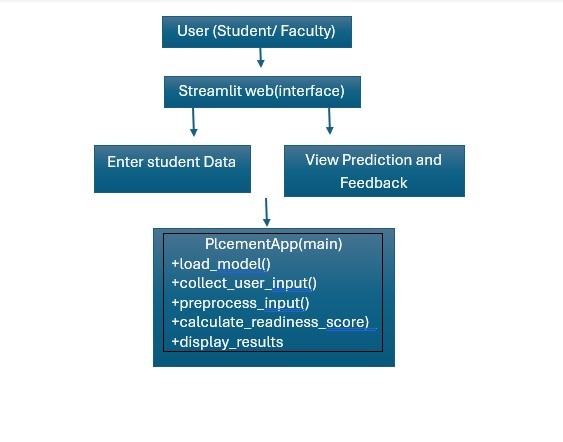 User (Student/ Faculty)
Streamlit web(interface)
Enter student Data
View Prediction and
Feedback
PlcementApp(main)
+load_model()
+collect_user_input()
+preprocess_input()
+calculate_readiness_score)
+display_results